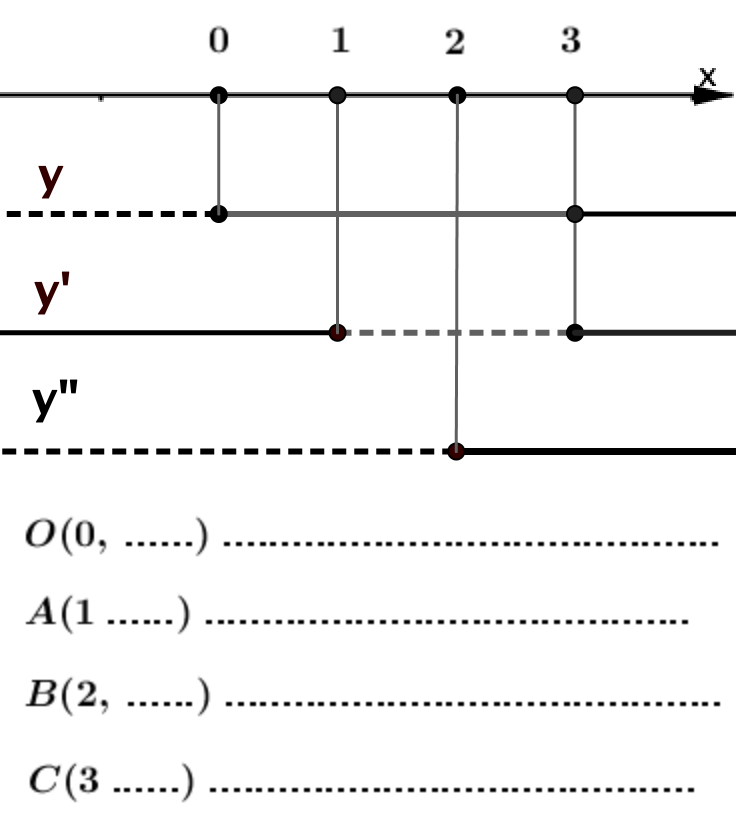 0 1 2 3
x
y
y'
y"
O(0, ......) ................................................
A(1 ......) ...............................................
B(2, ......) ................................................
C(3 ......) ...............................................